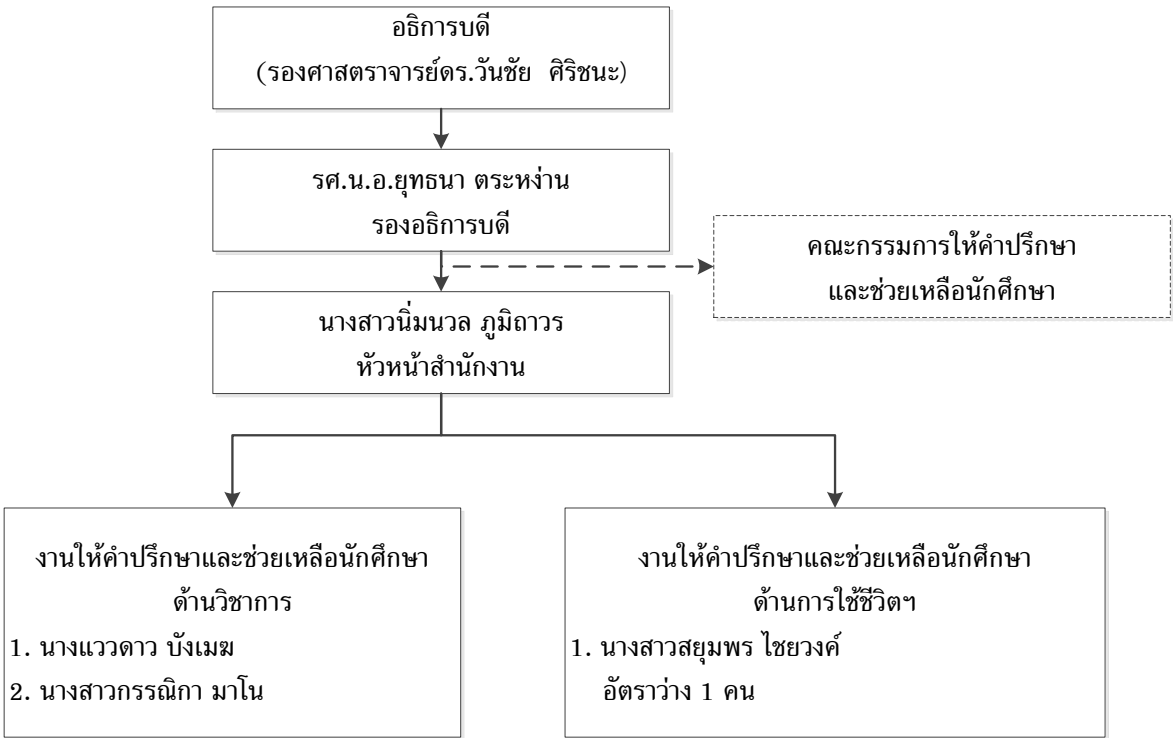 อธิการบดี
(รองศาสตราจารย์ดร.วันชัย ศิริชนะ)
รศ.น.อ.ยุทธนา ตระหง่าน
รองอธิการบดี
คณะกรรมการให้คำปรึกษา
และช่วยเหลือนักศึกษา
นางสาวนิ่มนวล ภูมิถาวร
หัวหน้าสำนักงาน
งานให้คำปรึกษาและช่วยเหลือนักศึกษา
ด้านวิชาการ
1. นางแววดาว บังเมฆ
2. นางสาวกรรณิกา มาโน
งานให้คำปรึกษาและช่วยเหลือนักศึกษา
ด้านการใช้ชีวิตฯ
1. นางสาวสยุมพร ไชยวงค์
อัตราว่าง 1 คน